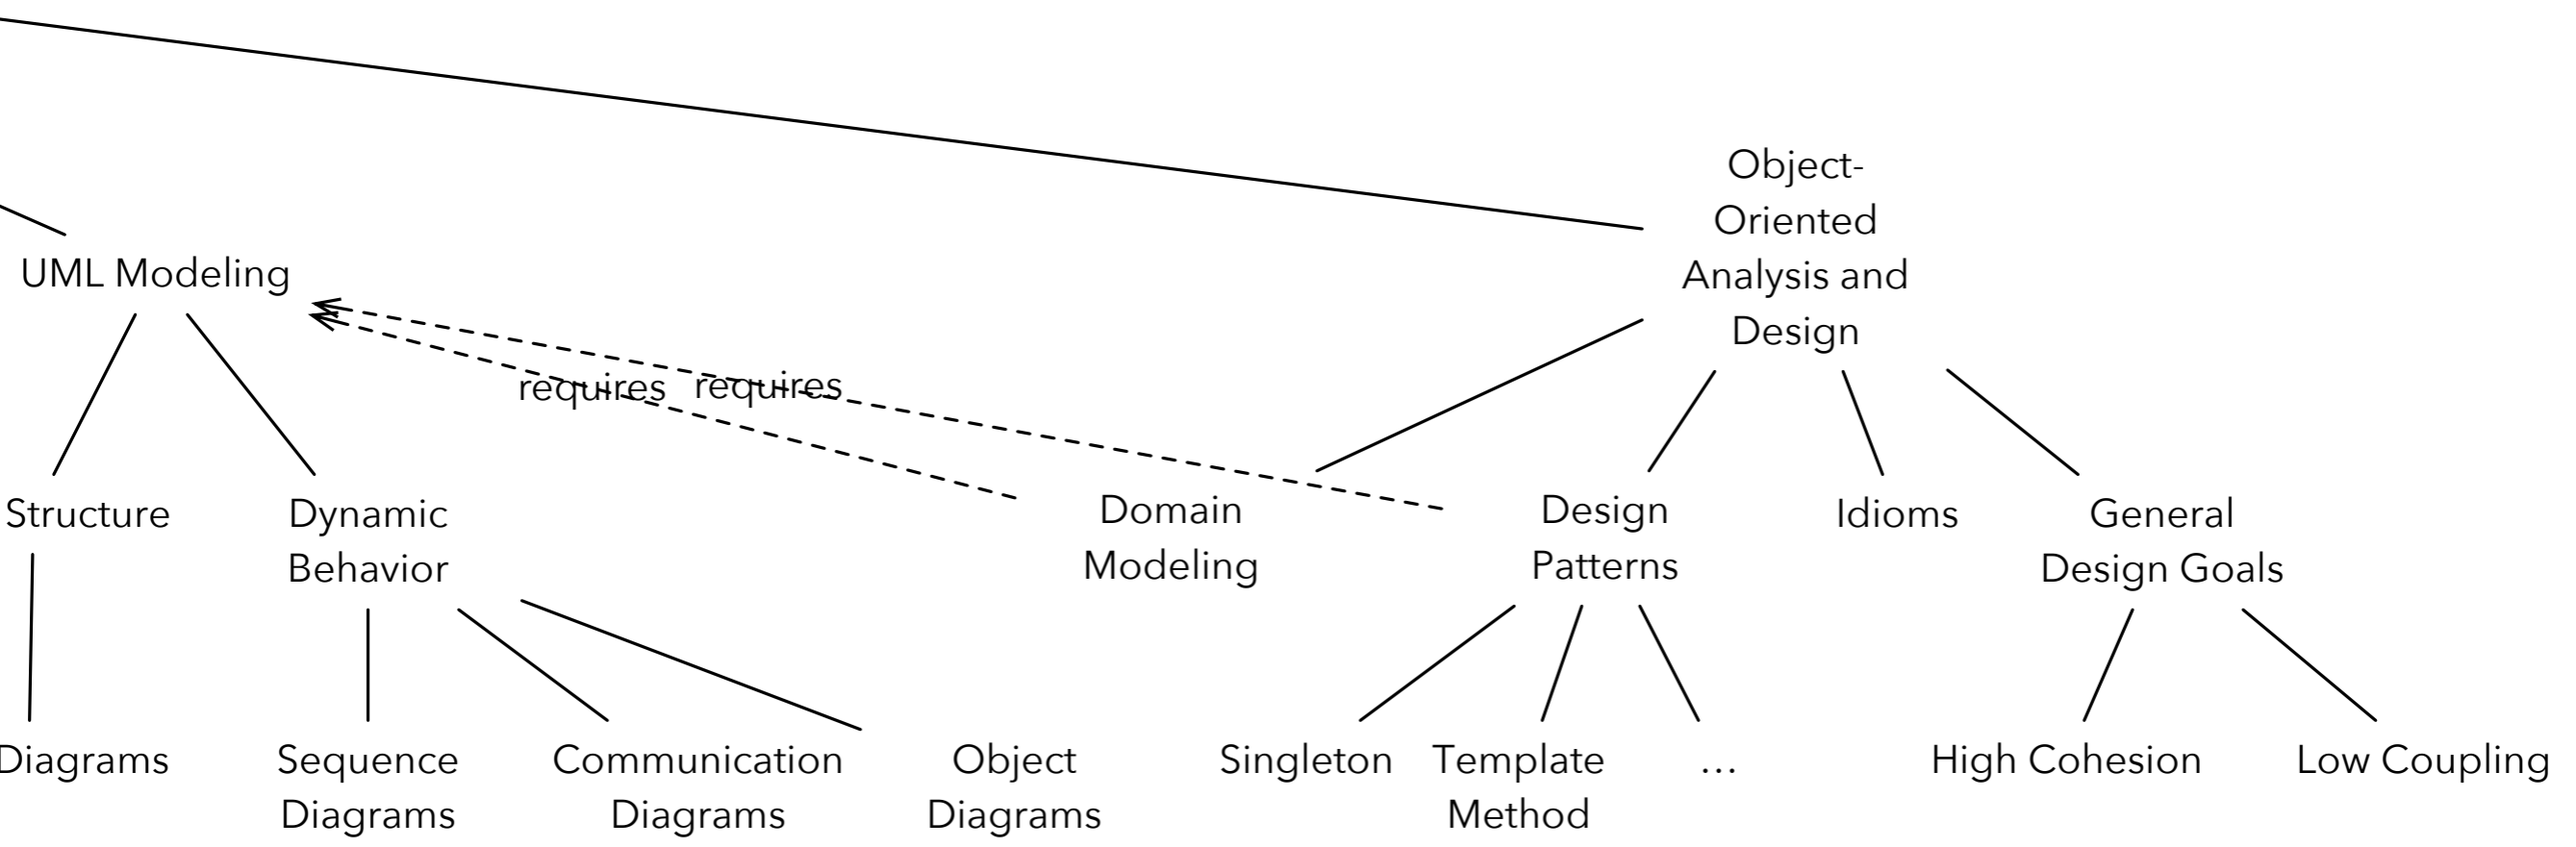 Object-
Oriented
Analysis and
Design
UML Modeling
requires requires
Structure
Dynamic
Behavior
Domain
Modeling
Design
Patterns
Idioms
General
Design Goals
Diagrams
Sequence
Diagrams
Communication
Diagrams
Object
Diagrams
Singleton
Template
Method
...
High Cohesion
Low Coupling